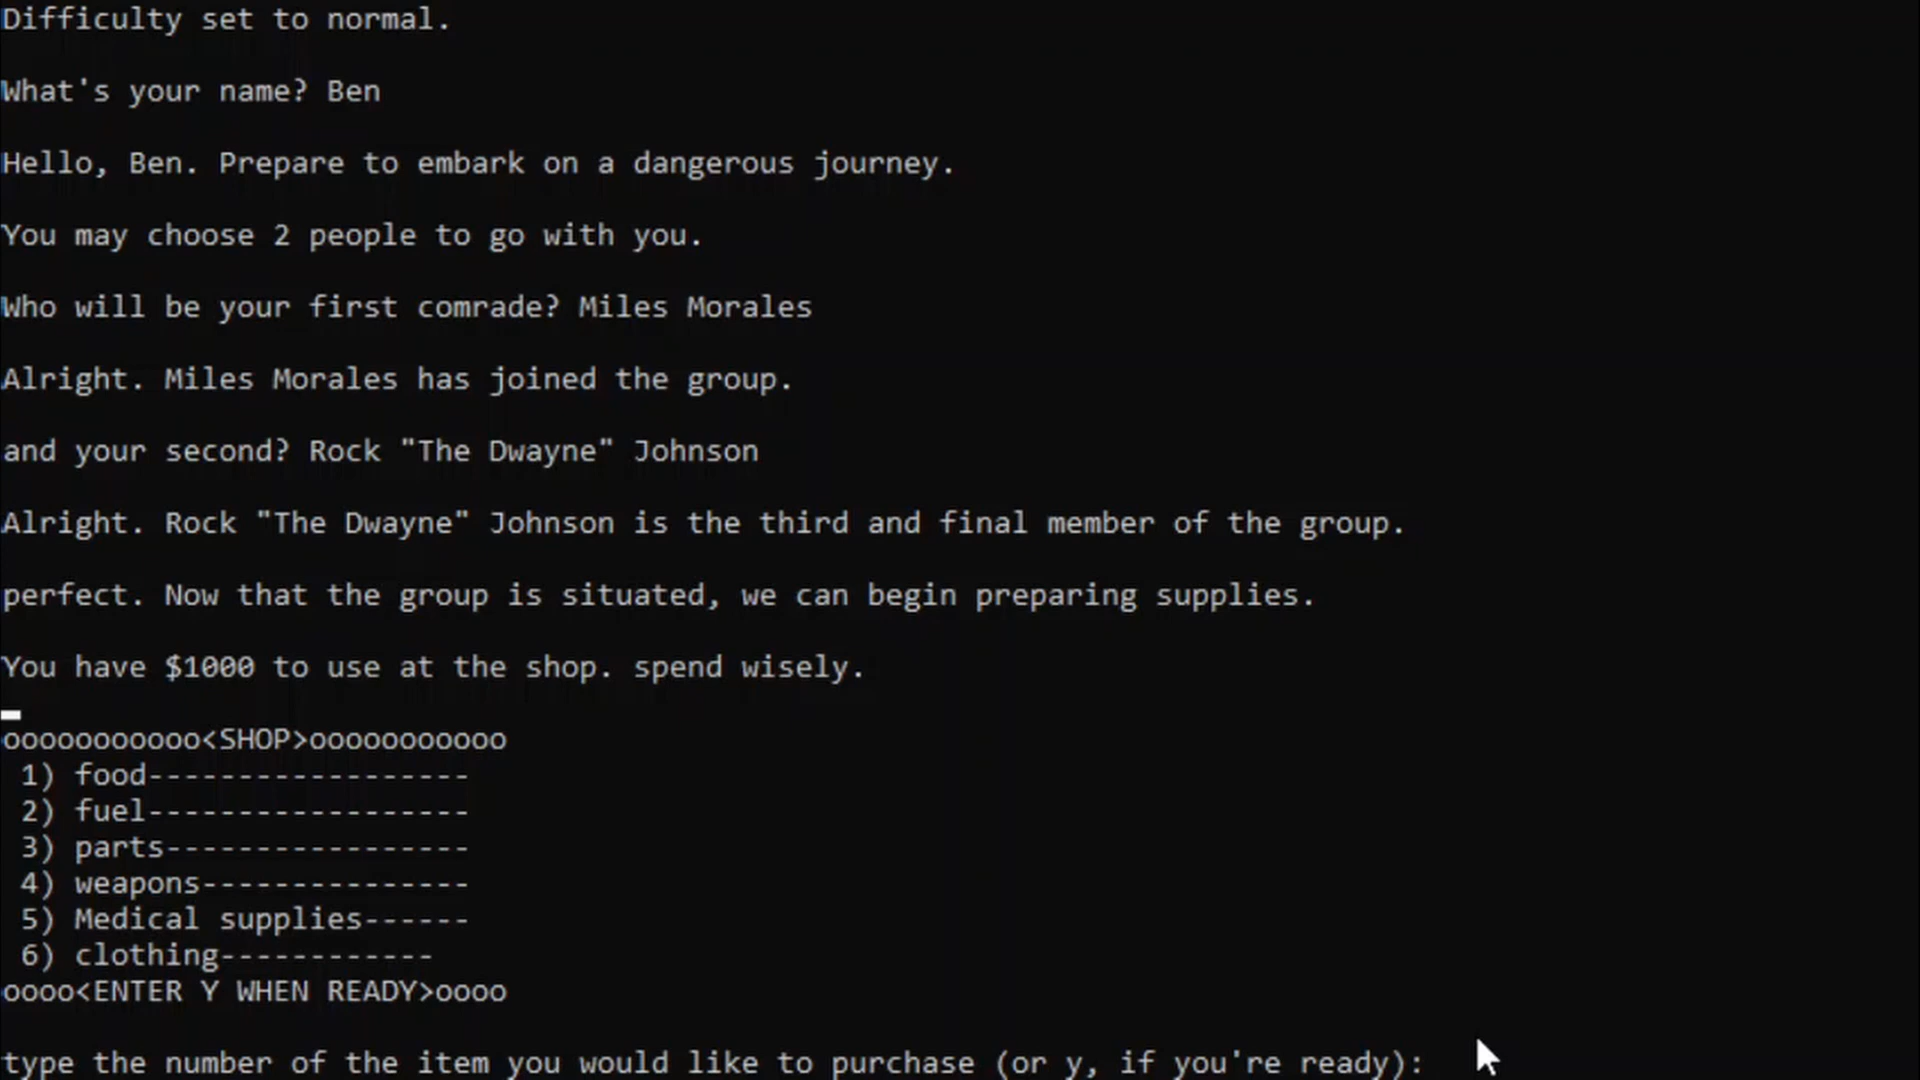 Difficulty set to normal.
What's your name? Ben
Hello, Ben. Prepare to embark on a dangerous journey.
You may choose 2 people to go with you.
Who will be your first comrade? Miles Morales
Alright. Miles Morales has joined the group.
and your second? Rock "The Dwayne" Johnson
Alright. Rock "The Dwayne" Johnson is the third and final member of the group.
perfect. Now that the group is situated, we can begin preparing supplies.
You have $1000 to use at the shop. spend wisely.
ooooooooooo<SHOP>ooooooooooo
1) food------------------
2) fuel------------------
3) parts-----------------
4) weapons---------------
5) Medical supplies------
6) clothing------------
oooo<ENTER Y WHEN READY>oooo
type the number of the item you would like to purchase (or y, if you're ready):